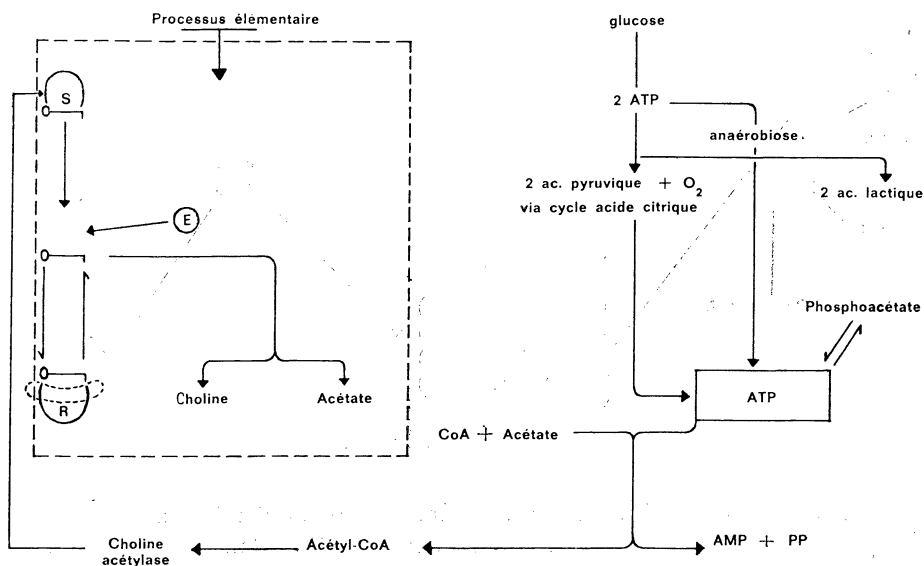 Processus élémentaire
S
E
R
Choline
Acétate
glucose
2 ATP
anaérobiose.
2 ac. pyruvique + O2
via cycle acide citrique
2 ac. lactique
Phosphoacétate
ATP
CoA + Acétate
AMP + PP
Acétyl-CoA
Choline
acétylase